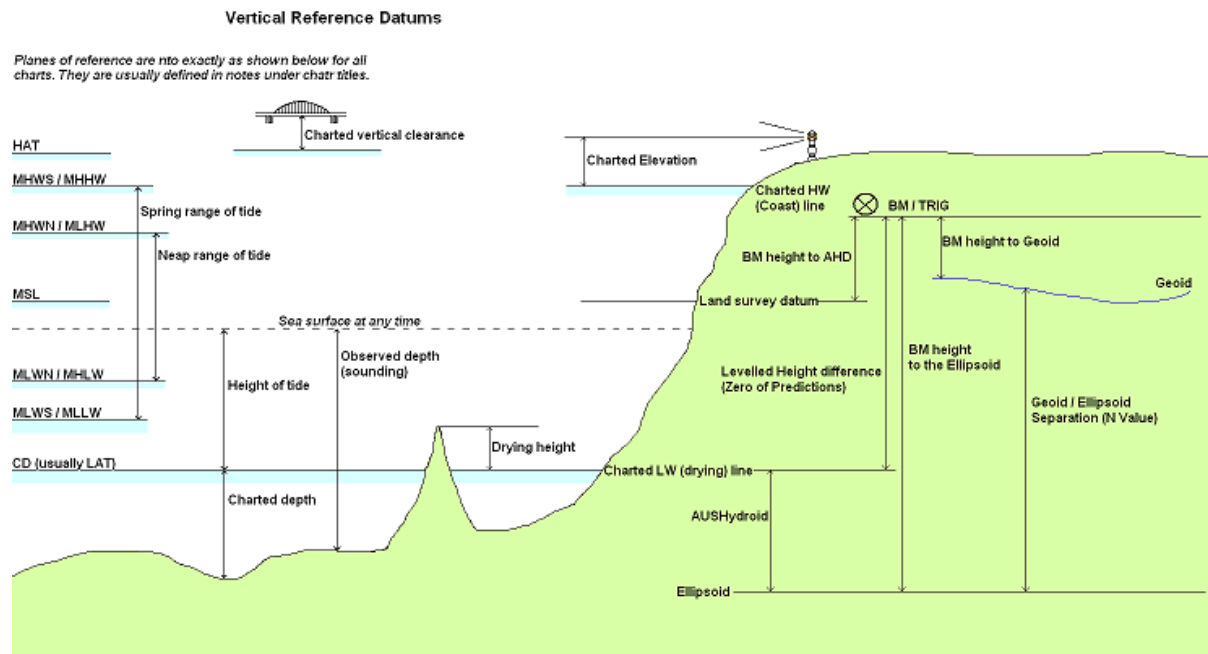 Vertical Reference Datums
Planes of reference are nto exactly as shown below for all
charts. They are usually defined in notes under chatr titles.
Charted vertical clearance
HAT
Charted Elevation
MHWS / MHHW
Charted HW
(Coast) line
Spring range of tide
BM / TRIG
MHWN / MLHW
Neap range of tide
BM height to Geoid
BM height to AHD
Geoid
MSL
Land survey datum
Sea surface at any time
Observed depth
(sounding)
BM height
to the Ellipsoid
Height of tide
Levelled Height difference
(Zero of Predictions)
MLWN / MHLW
Geoid / Ellipsoid
Separation (N Value)
MLWS / MLLW
Drying height
CD (usually LAT)
Charted LW (drying) line
Charted depth
AUSHydroid
Ellipsoid